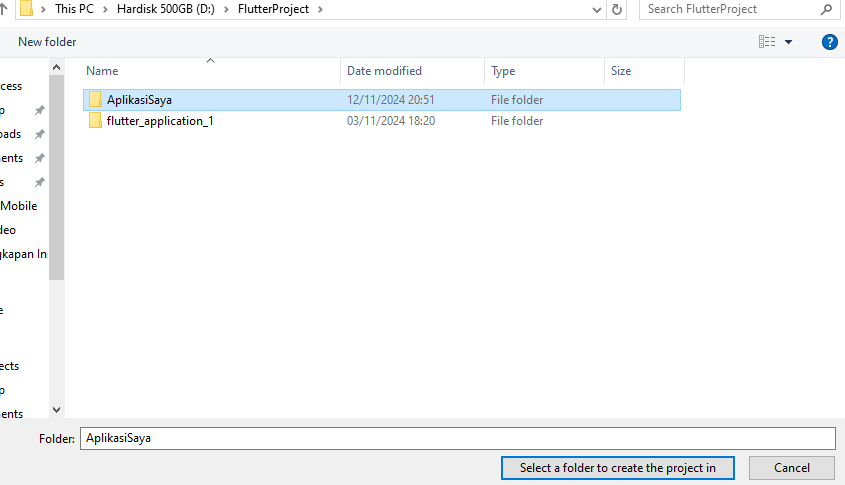 This PC > Hardisk 500GB (D:) > FlutterProject >
Search FlutterProject
New folder
Name Date modified Type Size
AplikasiSaya 12/11/2024 20:51 File folder
flutter_application_1 03/11/2024 18:20 File folder
cess
p
oads
ents
s
Mobile
deo
gkapan In
e
ects
p
ents
Folder: AplikasiSaya
Select a folder to create the project in Cancel